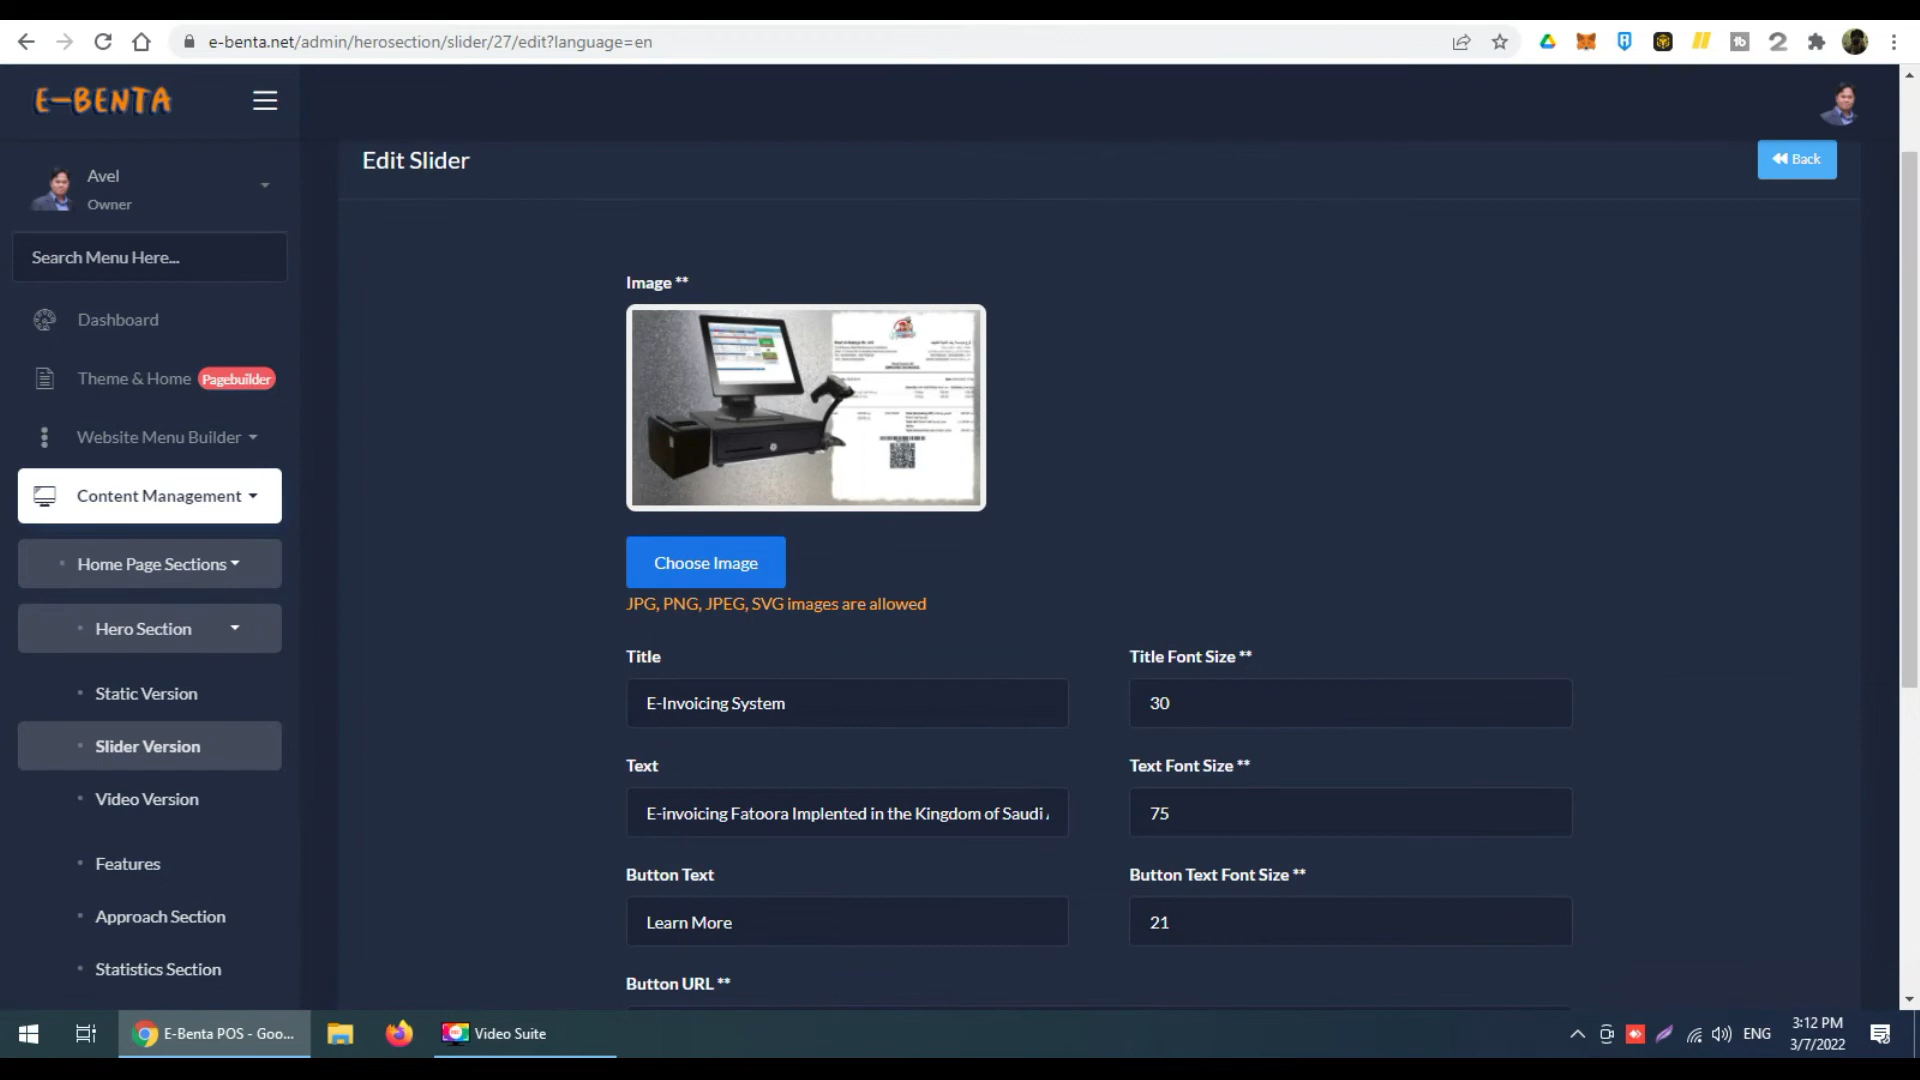 e-benta.net/admin/herosection/slider/27/edit?language=en
E-BENTA
Avel
Owner
Search Menu Here...
Dashboard
Theme & Home Pagebuilder
Website Menu Builder
Content Management
Home Page Sections
Hero Section
Static Version
Slider Version
Video Version
Features
Approach Section
Statistics Section
Edit Slider
Back
Image **
Choose Image
JPG, PNG, JPEG, SVG images are allowed
Title
Title Font Size **
E-Invoicing System
30
Text
Text Font Size **
E-invoicing Fatoora Implented in the Kingdom of Saudi
75
Button Text
Button Text Font Size **
Learn More
21
Button URL **
E-Benta POS - Goo...
Video Suite
ENG
3:12 PM
3/7/2022